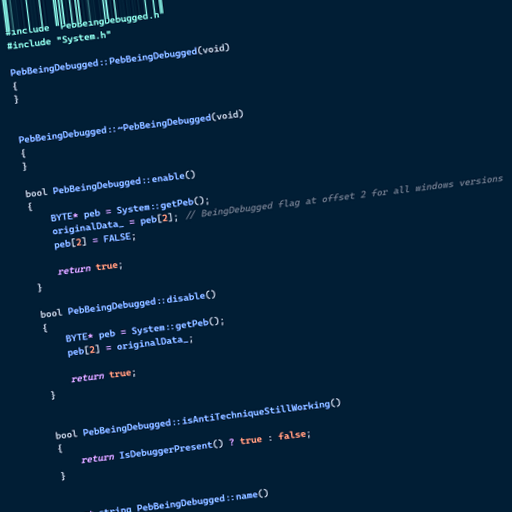 #include "PebBeingDebugged.h"
#include "System.h"
PebBeingDebugged::PebBeingDebugged(void)
{
}
PebBeingDebugged::~PebBeingDebugged(void)
{
}
bool PebBeingDebugged::enable()
{
BYTE* peb = System::getPeb();
originalData_ = peb[2]; // BeingDebugged flag at offset 2 for all windows versions
peb[2] = FALSE;
return true;
}
bool PebBeingDebugged::disable()
{
BYTE* peb = System::getPeb();
peb[2] = originalData_;
return true;
}
bool PebBeingDebugged::isAntiTechniqueStillWorking()
{
return IsDebuggerPresent() ? true : false;
}
string PebBeingDebugged::name()